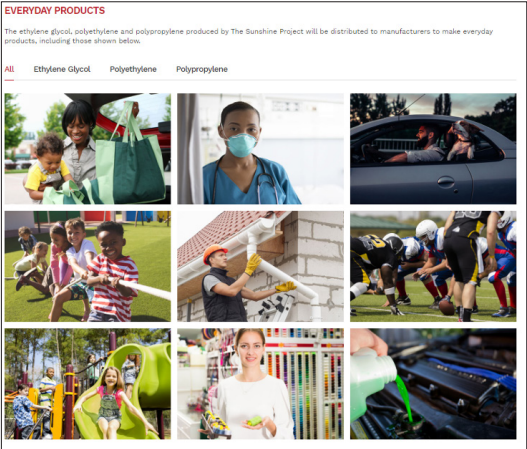 EVERYDAY PRODUCTS
The ethylene glycol, polyethylene and polypropylene produced by The Sunshine Project will be distributed to manufacturers to make everyday
products, including those shown below.
All Ethylene Glycol Polyethylene Polypropylene